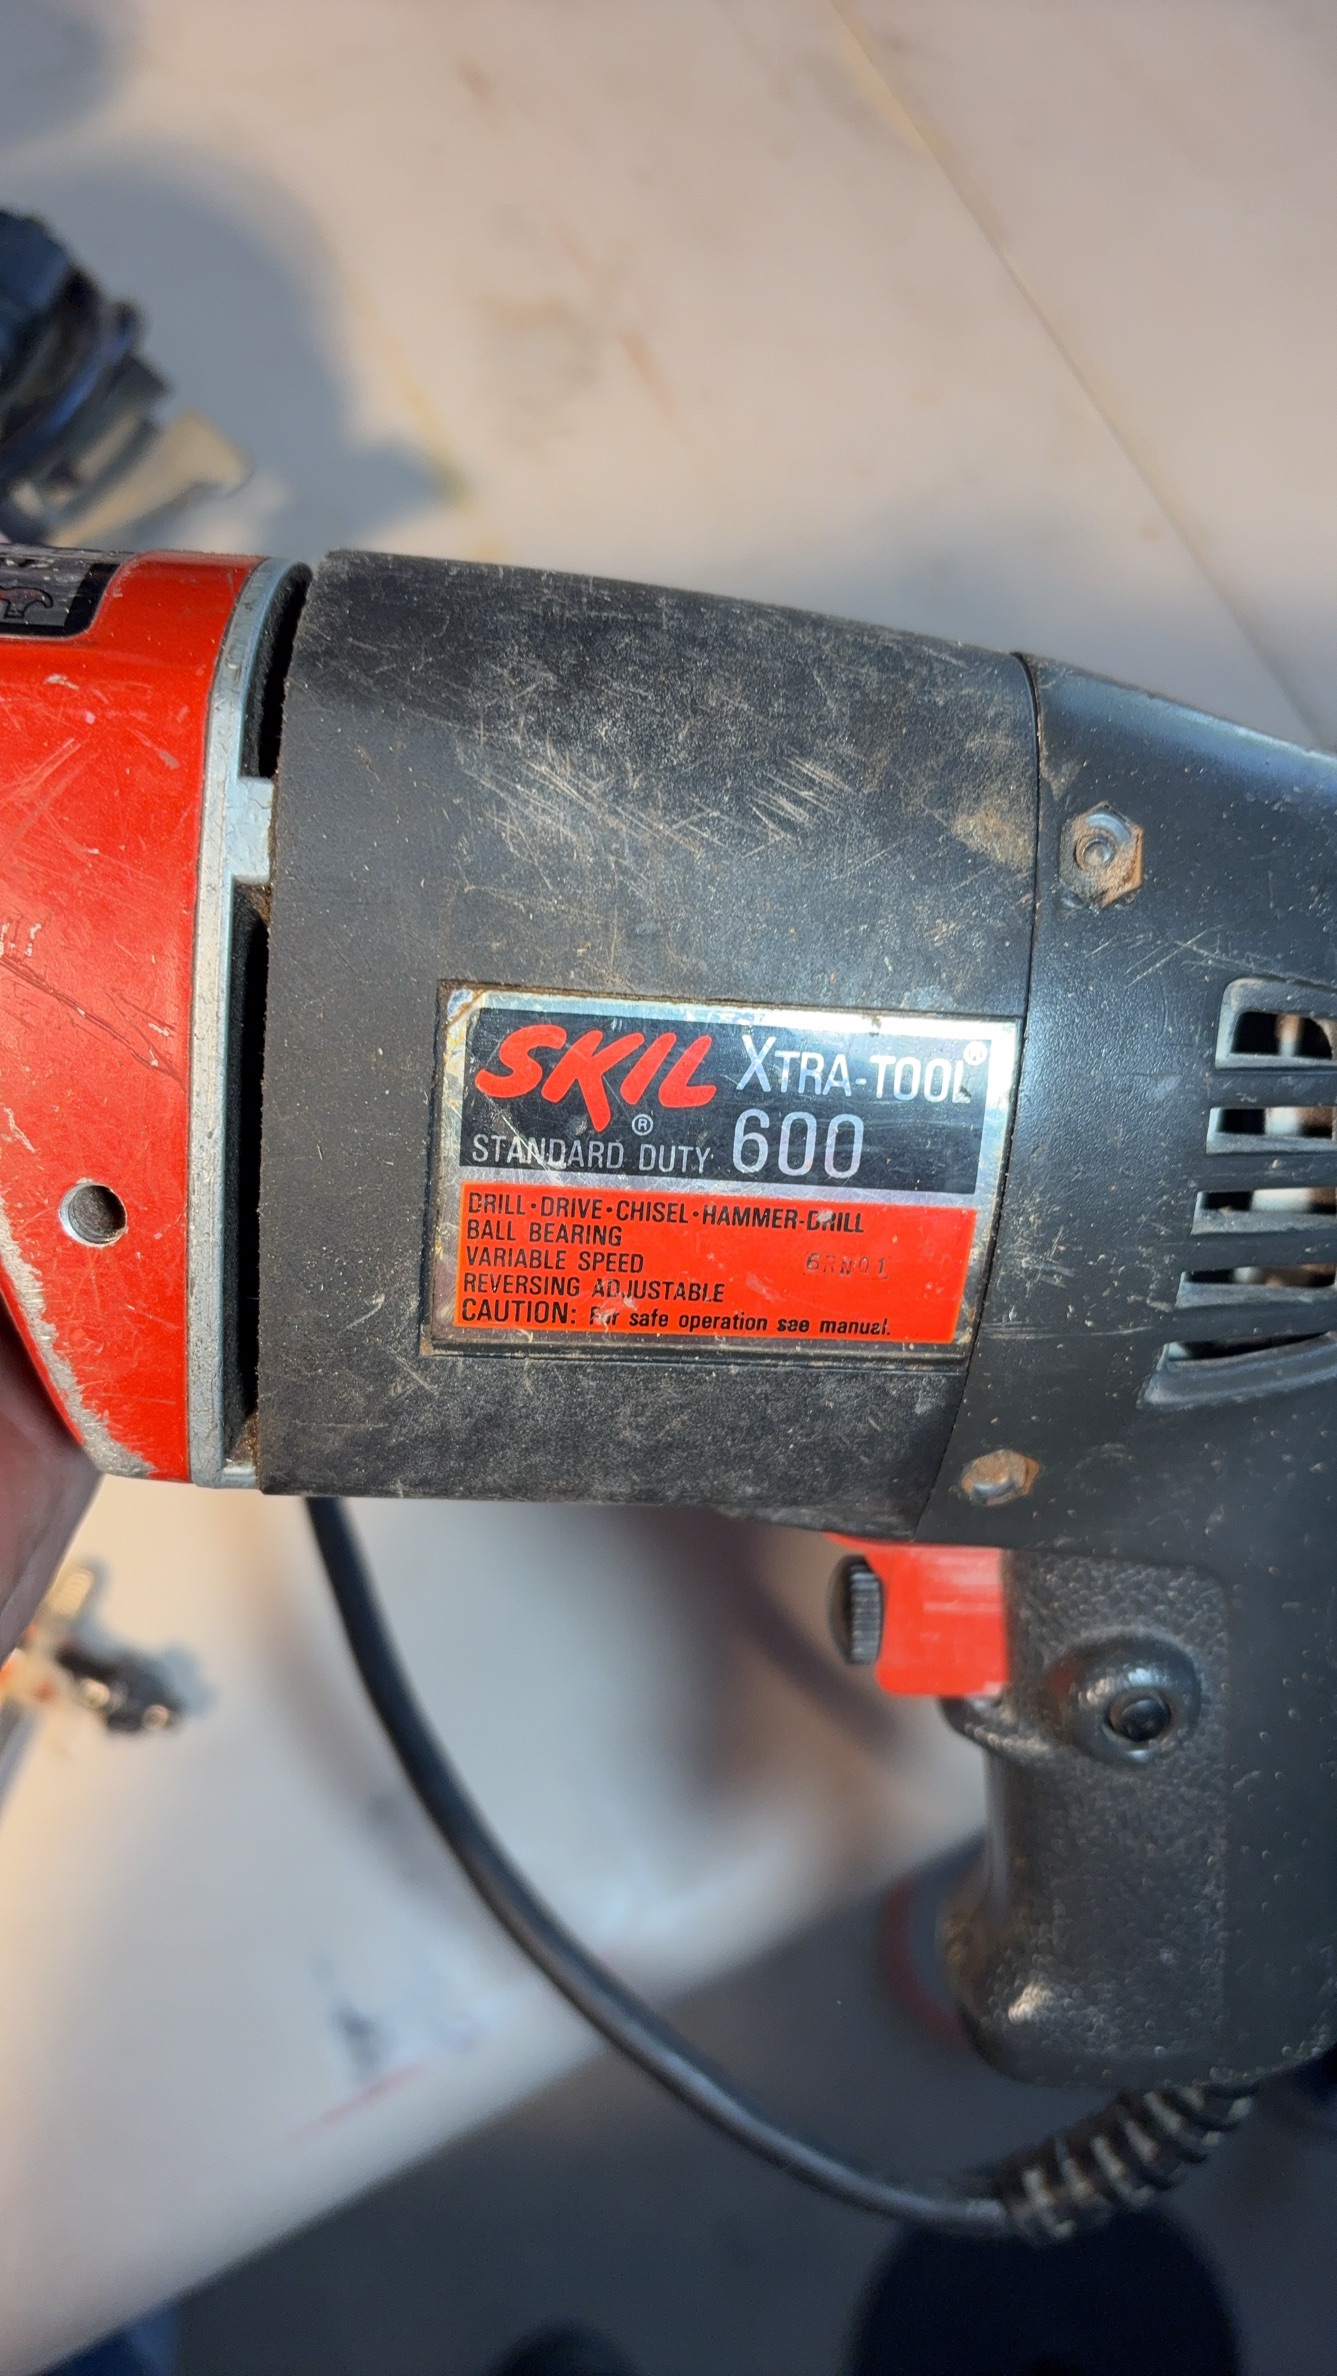 SKIL® XTRA-TOOL®
STANDARD DUTY 600
DRILL·DRIVE·CHISEL·HAMMER-DRILL
BALL BEARING
VARIABLE SPEED
REVERSING ADJUSTABLE
CAUTION: For safe operation see manual.